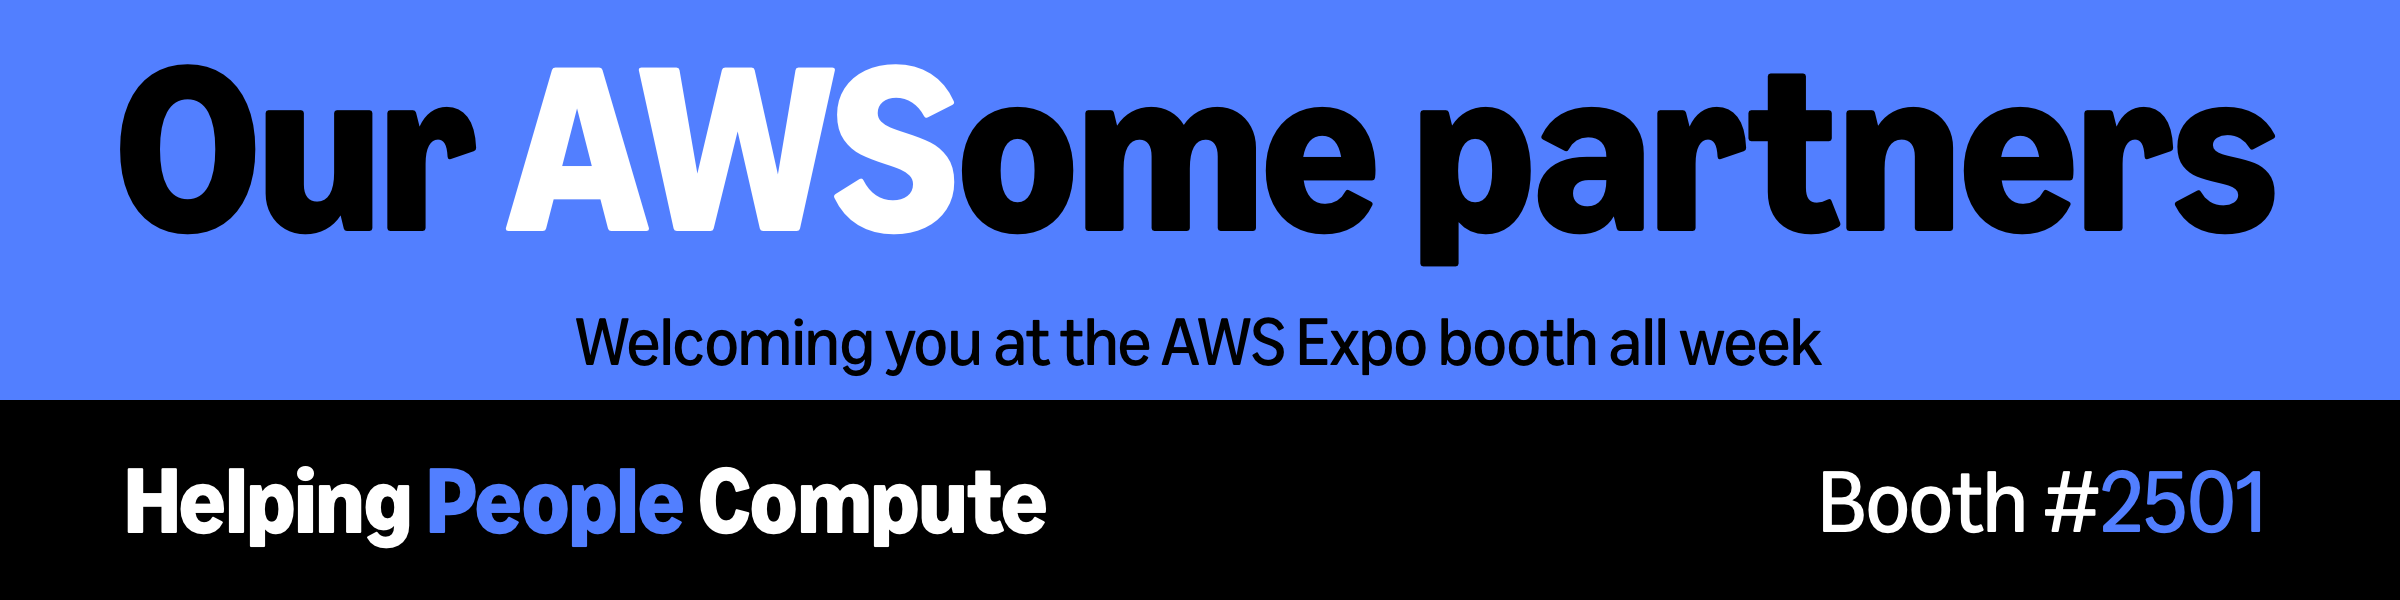 Our AWSome partners
Welcoming you at the AWS Expo booth all week
Helping People Compute
Booth #2501